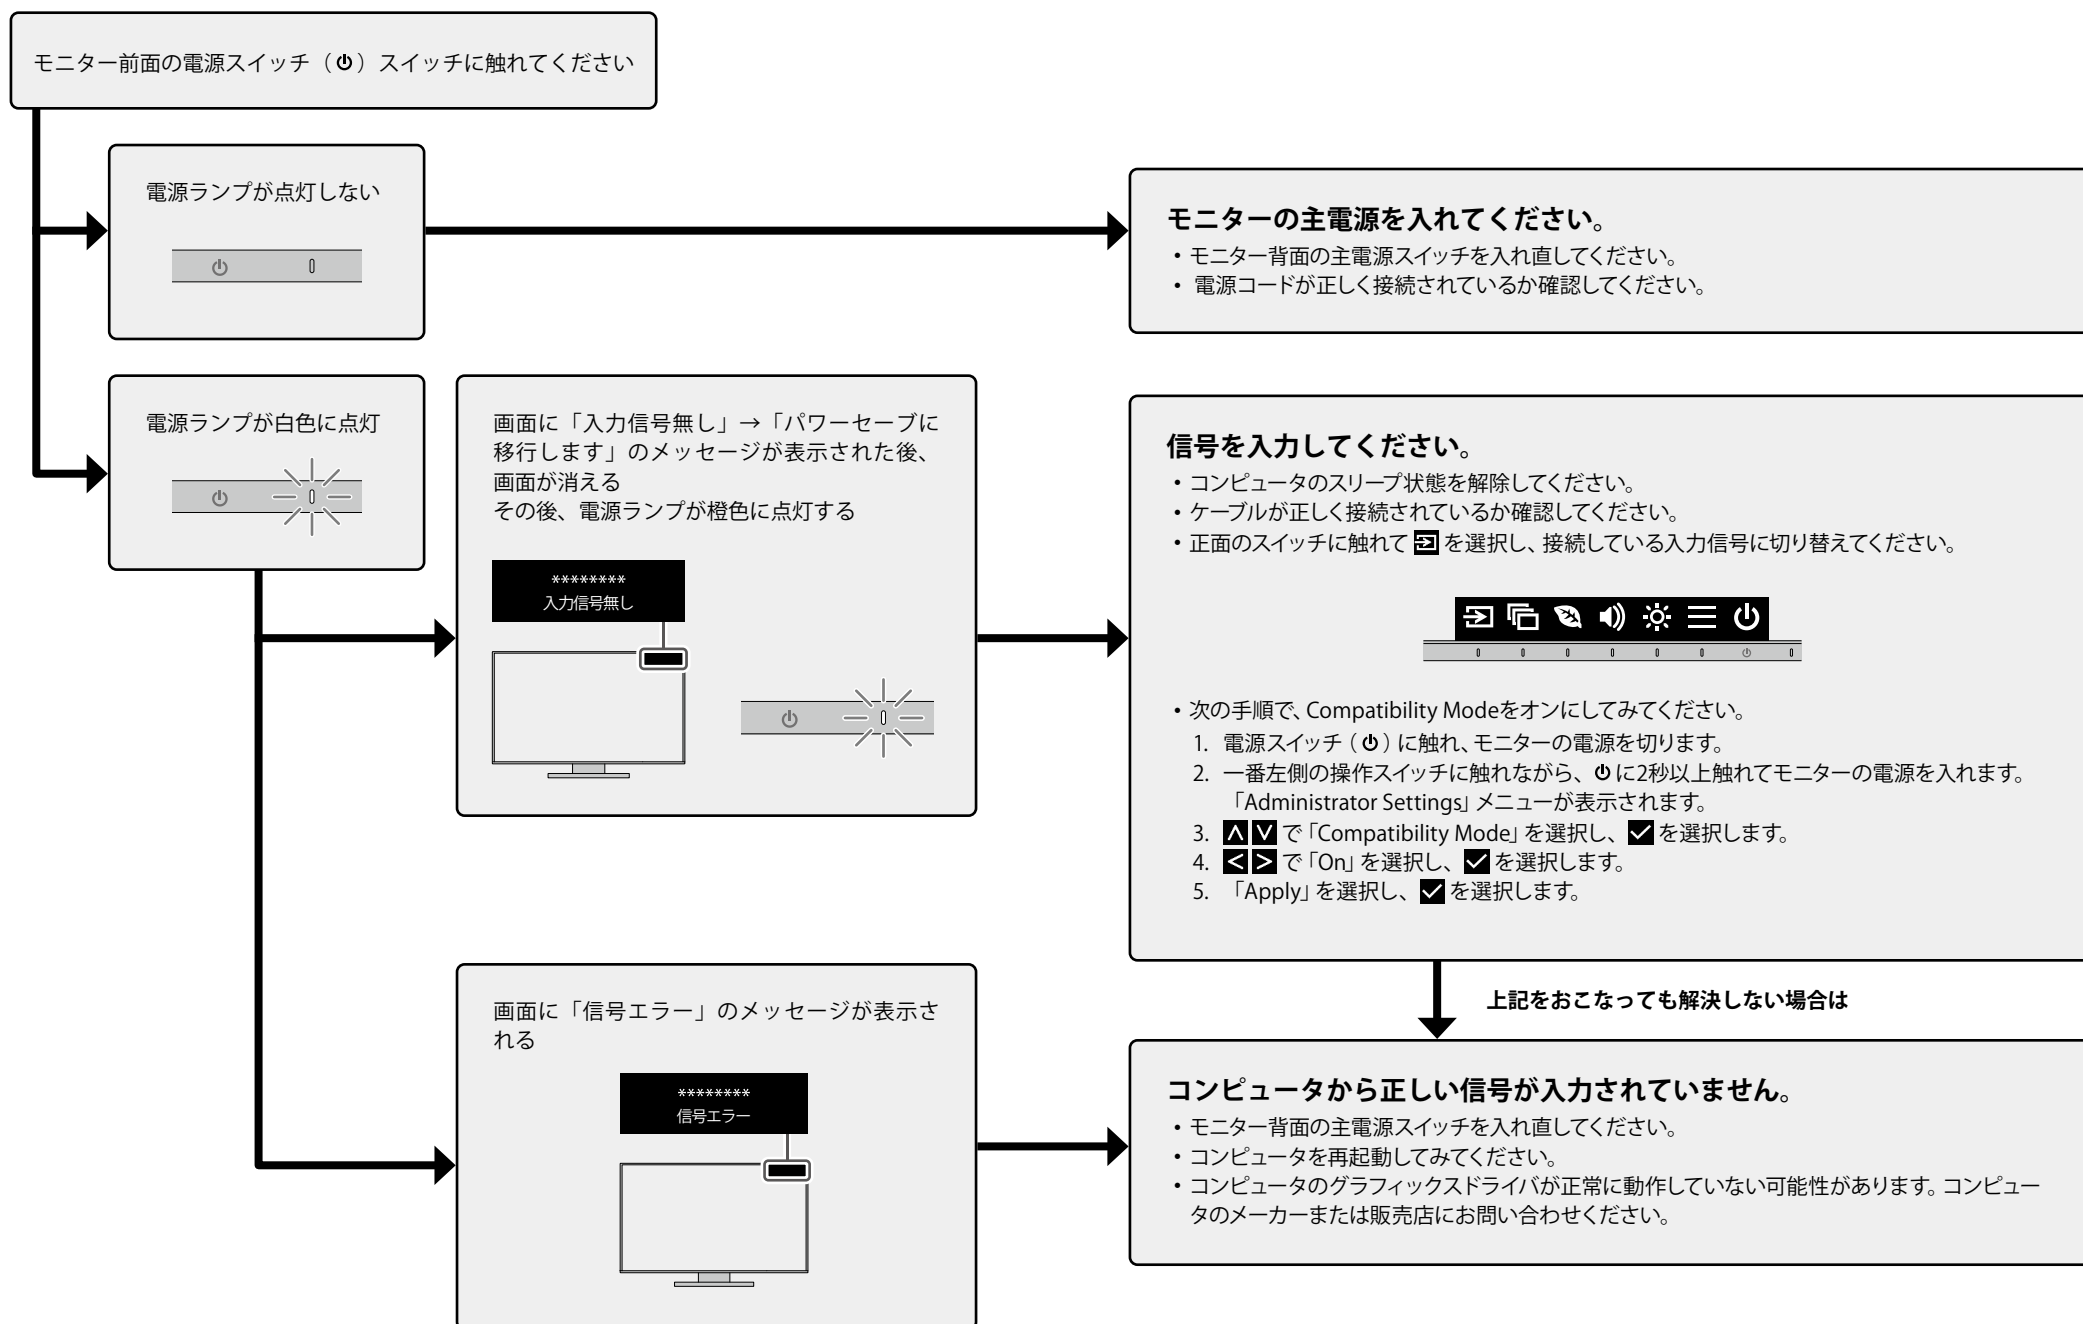 モニター前面の電源スイッチ（⏻）スイッチに触れてください
電源ランプが点灯しない
モニターの主電源を入れてください。
・モニター背面の主電源スイッチを入れ直してください。
・ 電源コードが正しく接続されているか確認してください。
電源ランプが白色に点灯
画面に「入力信号無し」→「パワーセーブに
移行します」のメッセージが表示された後、
画面が消える
その後、電源ランプが橙色に点灯する
********
入力信号無し
信号を入力してください。
・コンピュータのスリープ状態を解除してください。
・ケーブルが正しく接続されているか確認してください。
・正面のスイッチに触れて を選択し、接続している入力信号に切り替えてください。
・次の手順で、Compatibility Modeをオンにしてみてください。
1. 電源スイッチ（⏻）に触れ、モニターの電源を切ります。
2. 一番左側の操作スイッチに触れながら、⏻に2秒以上触れてモニターの電源を入れます。
「Administrator Settings」メニューが表示されます。
3. ∧ ∨ で「Compatibility Mode」を選択し、✓ を選択します。
4. < > で「On」を選択し、✓ を選択します。
5. 「Apply」を選択し、✓ を選択します。
上記をおこなっても解決しない場合は
画面に「信号エラー」のメッセージが表示さ
れる
********
信号エラー
コンピュータから正しい信号が入力されていません。
・モニター背面の主電源スイッチを入れ直してください。
・コンピュータを再起動してみてください。
・コンピュータのグラフィックスドライバが正常に動作していない可能性があります。コンピュー
タのメーカーまたは販売店にお問い合わせください。